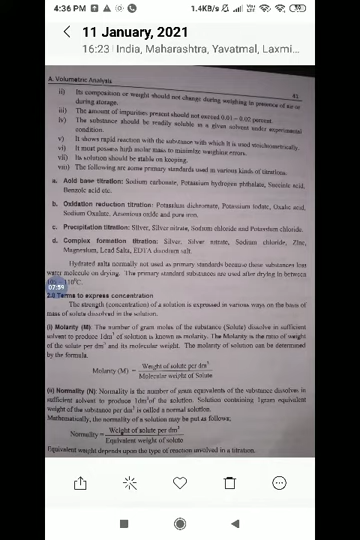 4:36 PM
1.4KB/s
11 January, 2021
16:23 India, Maharashtra, Yavatmal, Laxmi...
A. Volumetric Analysis
ii) Its composition or weight should not change during weighing in presence of air or
during storage.
iii) The amount of impurities present should not exceed 0.01 – 0.02 percent.
iv) The substance should be readily soluble in a given solvent under experimental
condition.
v) It shows rapid reaction with the substance with which it is used stoichiometrically.
vi) It must possess high molar mass to maximize weighing errors.
vii) Its solution should be stable on keeping.
viii) The following are some primary standards used in various kinds of titrations.
a. Acid base titration: Sodium carbonate, Potassium hydrogen phthalate, Succinic acid,
Benzoic acid etc.
b. Oxidation reduction titration: Potassium dichromate, Potassium iodate, Oxalic acid,
Sodium Oxalate, Arsenious oxide and pure iron.
c. Precipitation titration: Silver, Silver nitrate, Sodium chloride and Potassium chloride.
d. Complex formation titration: Silver, Silver nitrate, Sodium chloride, Zinc,
Magnesium, Lead Salts, EDTA disodium salt.
Hydrated salts normally not used as primary standards because these substances lost
water molecule on drying. The primary standard substances are used after drying in between
110°C.
07:59
2.8 Terms to express concentration
The strength (concentration) of a solution is expressed in various ways on the basis of
mass of solute dissolved in the solution.
(i) Molarity (M): The number of gram moles of the substance (Solute) dissolve in sufficient
solvent to produce 1dm³ of solution is known as molarity. The Molarity is the ratio of weight
of the solute per dm³ and its molecular weight. The molarity of solution can be determined
by the formula.
Molarity (M) = Weight of solute per dm³
Molecular weight of Solute
(ii) Normality (N): Normality is the number of gram equivalents of the substance dissolves in
sufficient solvent to produce 1dm³of the solution. Solution containing 1gram equivalent
weight of the substance per dm³ is called a normal solution.
Mathematically, the normality of a solution may be put as follows;
Normality = Weight of solute per dm³
Equivalent weight of solute
Equivalent weight depends upon the type of reaction involved in a titration.